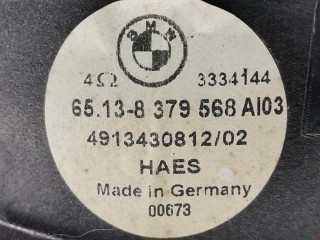 BMW
4Ω 3334144
65.13-8 379 568 AI03
4913430812/02
HAES
Made in Germany
00673